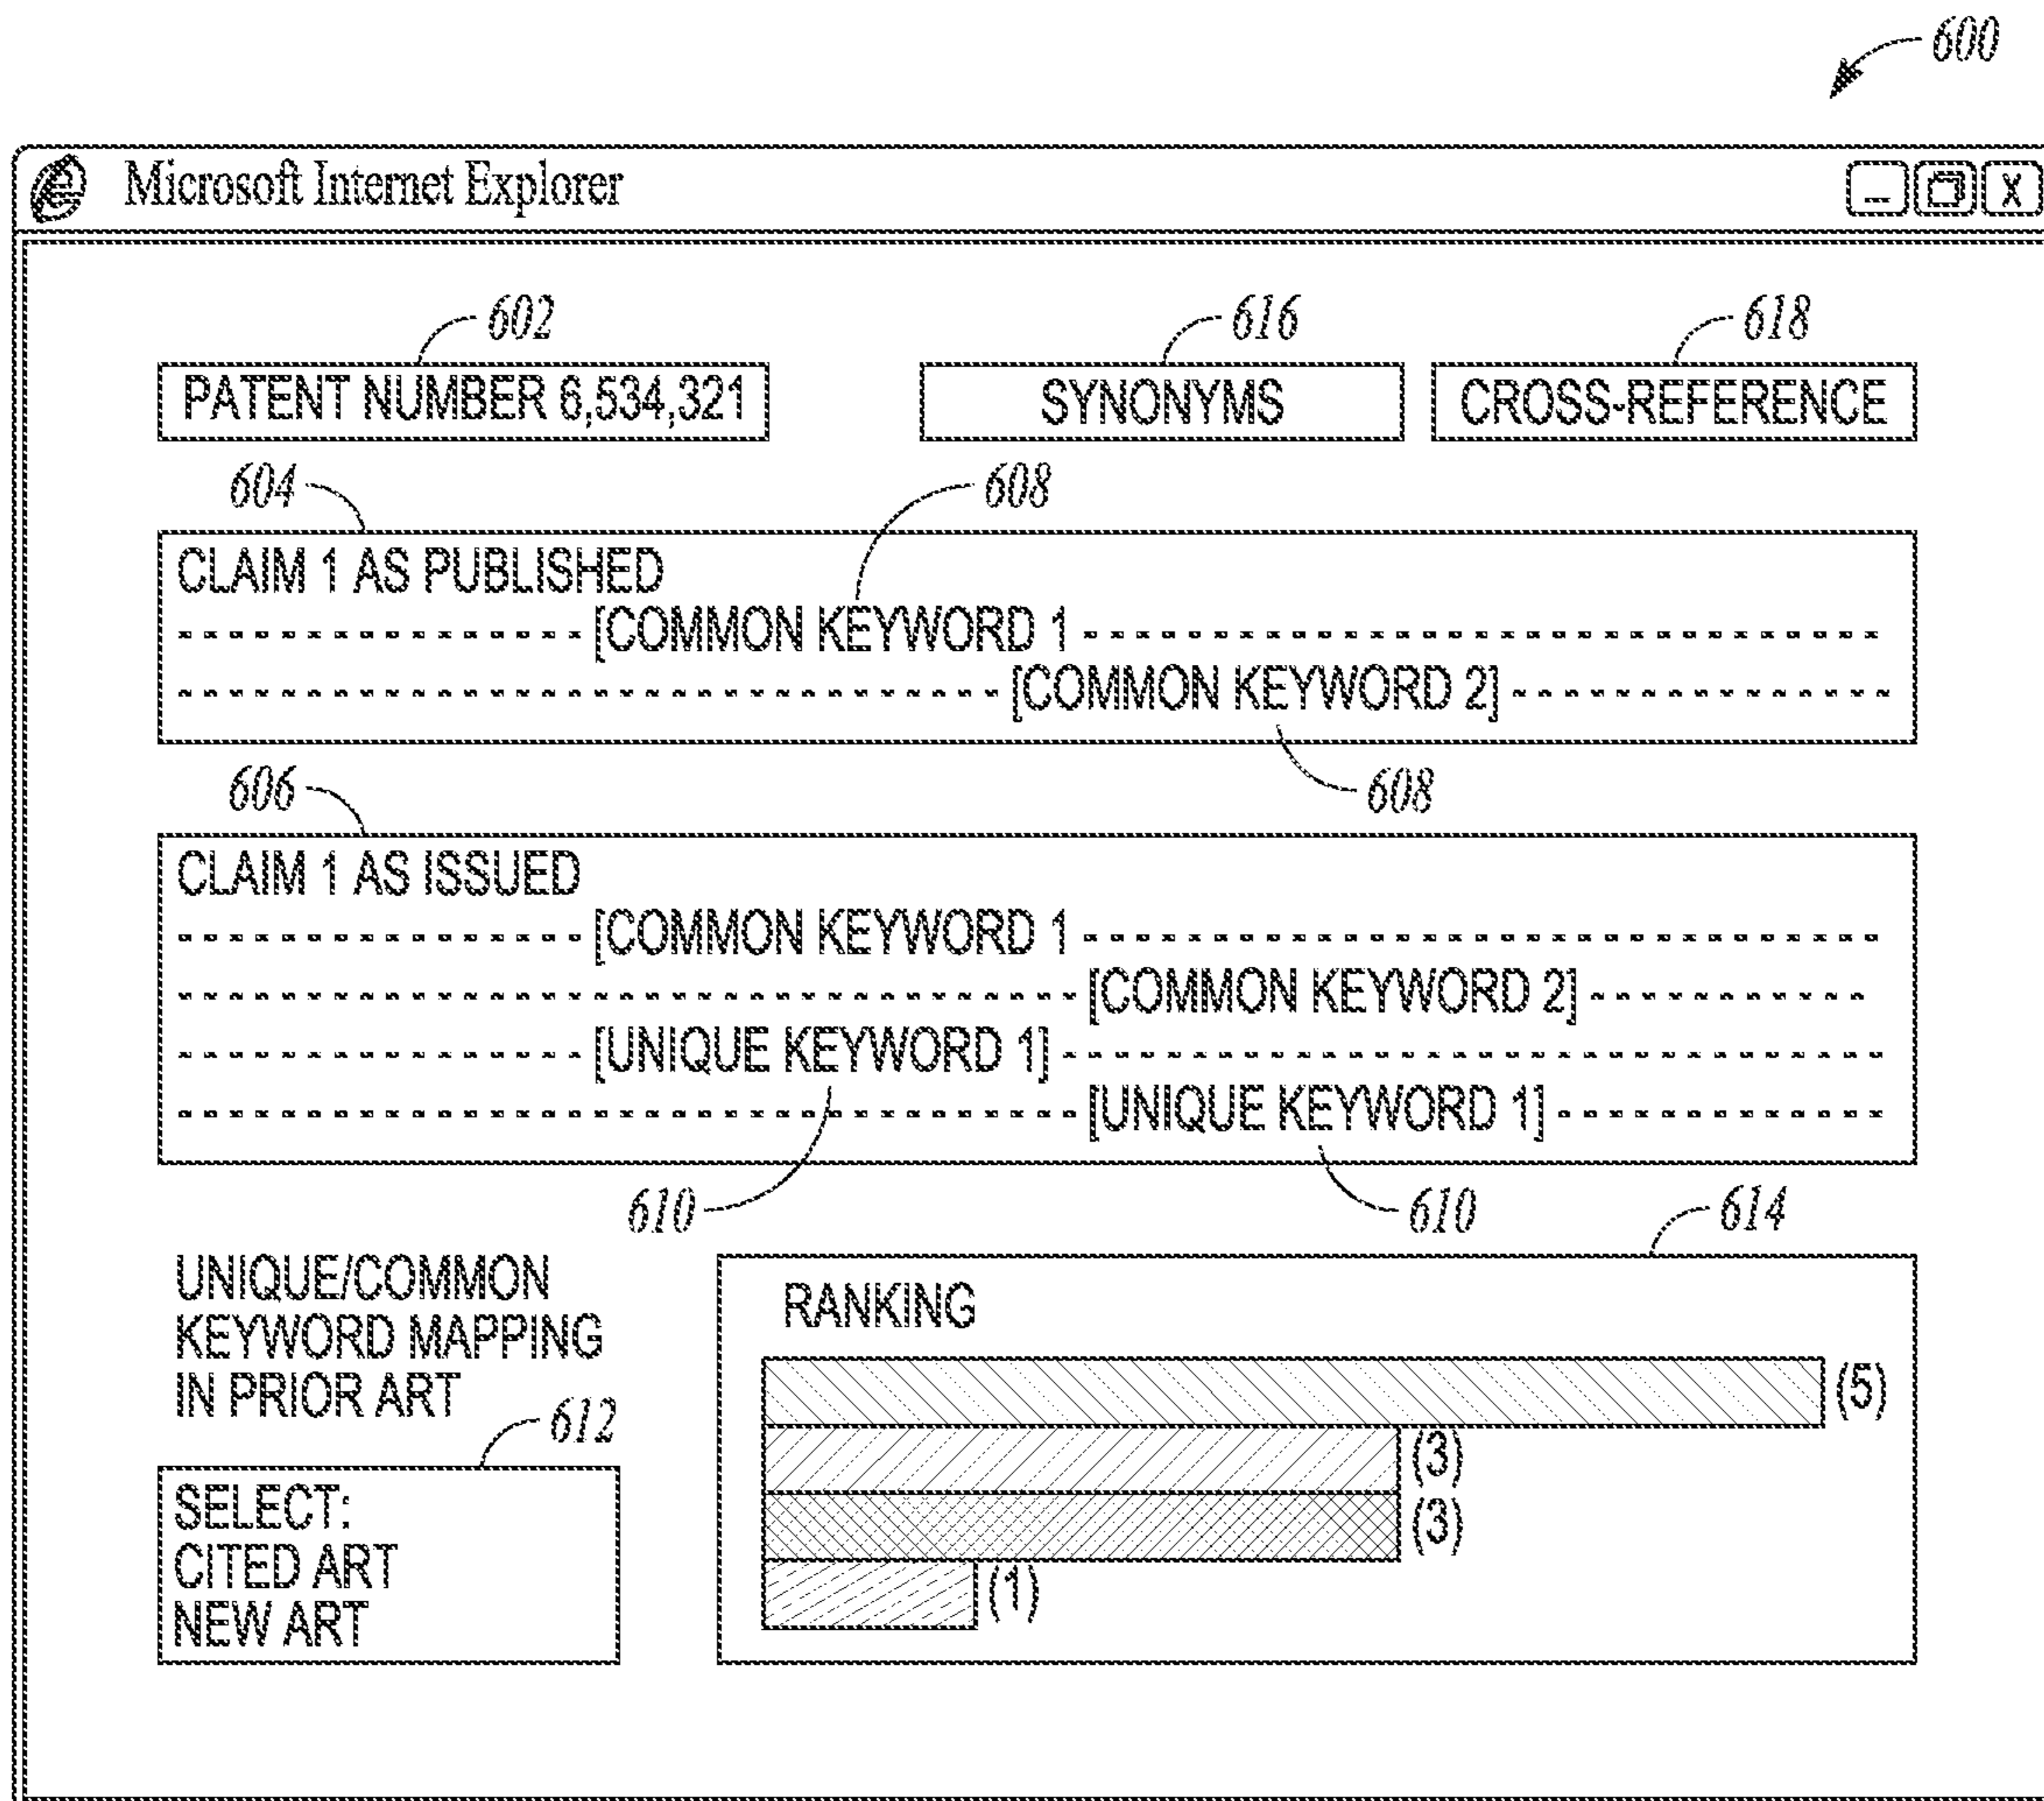 600
Microsoft Internet Explorer
602
616
618
PATENT NUMBER 6,534,321
SYNONYMS
CROSS-REFERENCE
604
608
CLAIM 1 AS PUBLISHED
[COMMON KEYWORD 1
[COMMON KEYWORD 2]
608
606
CLAIM 1 AS ISSUED
[COMMON KEYWORD 1
[COMMON KEYWORD 2]
[UNIQUE KEYWORD 1]
[UNIQUE KEYWORD 1]
610
610
614
UNIQUE/COMMON
KEYWORD MAPPING
IN PRIOR ART
612
SELECT:
CITED ART
NEW ART
RANKING
(5)
(3)
(3)
(1)